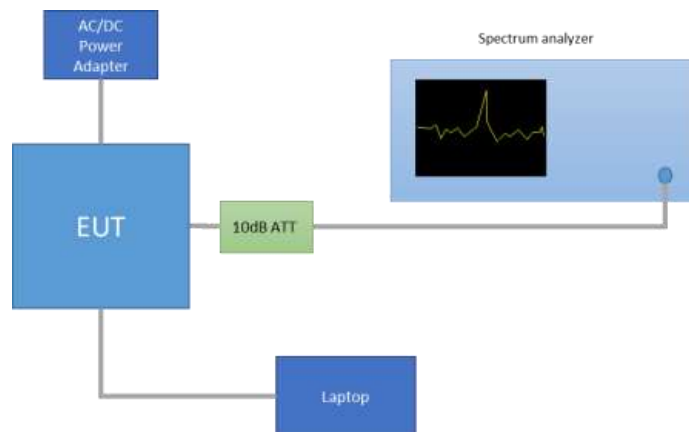 AC/DC
Power
Adapter
Spectrum analyzer
EUT
10dB ATT
Laptop